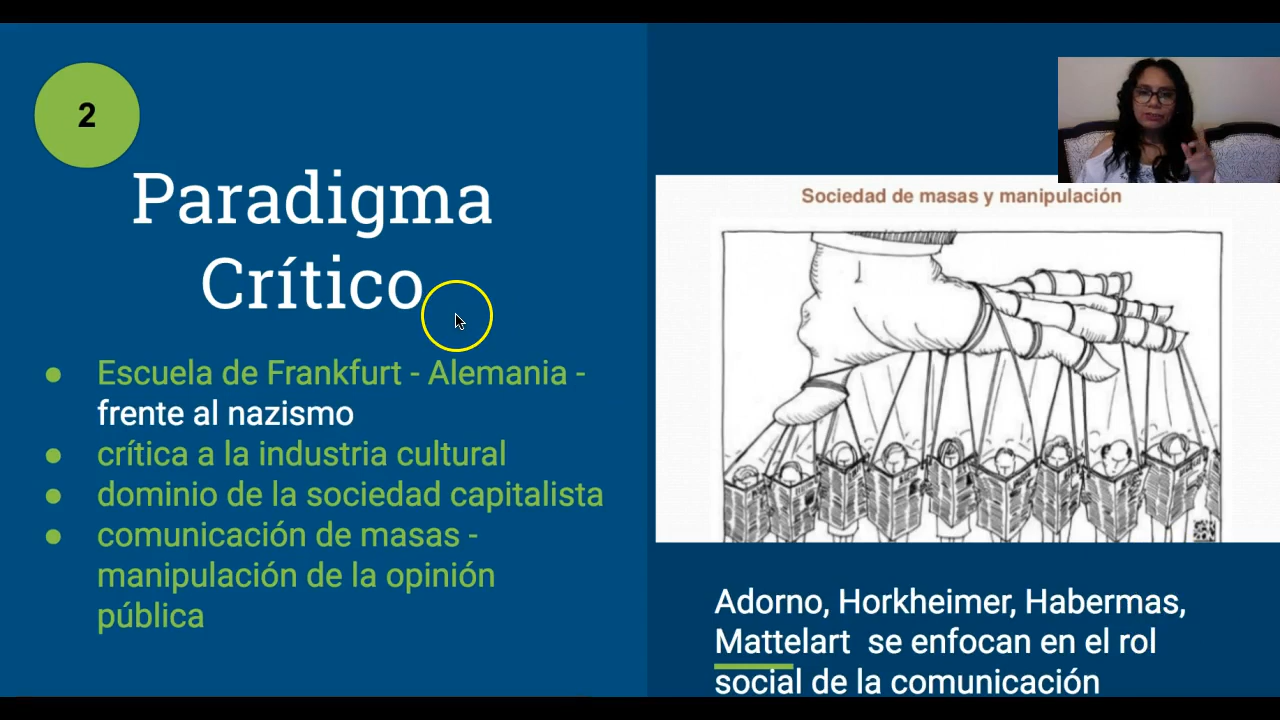 2
Paradigma
Crítico
● Escuela de Frankfurt - Alemania -
frente al nazismo
● crítica a la industria cultural
● dominio de la sociedad capitalista
● comunicación de masas -
manipulación de la opinión
pública
Sociedad de masas y manipulación
Adorno, Horkheimer, Habermas,
Mattelart se enfocan en el rol
social de la comunicación